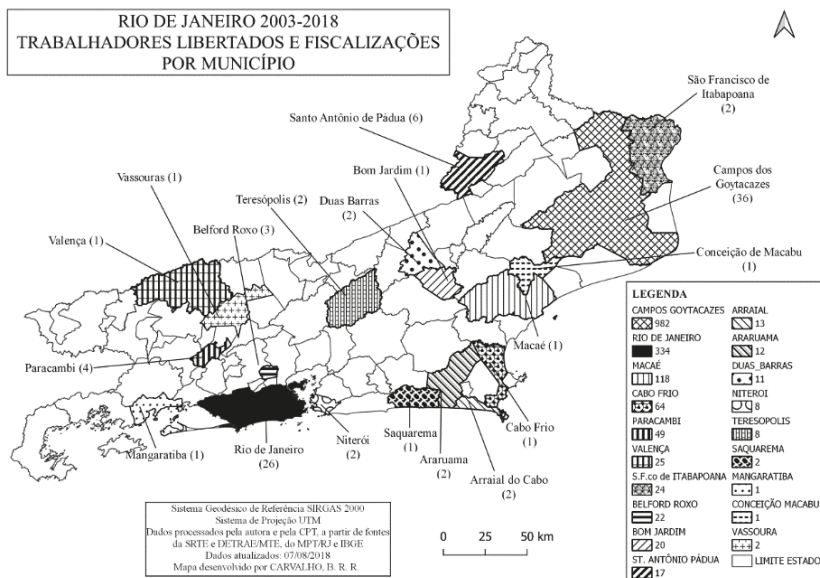 RIO DE JANEIRO 2003-2018
TRABALHADORES LIBERTADOS E FISCALIZAÇÕES
POR MUNICÍPIO
São Francisco de
Itabapoana
(2)
Santo Antônio de Pádua (6)
Bom Jardim (1)
Vassouras (1)
Teresópolis (2)
Duas Barras
(2)
Campos dos
Goytacazes
(36)
Belford Roxo (3)
Valença (1)
Conceição de Macabu
(1)
Macaé (1)
Paracambi (4)
Mangaratiba (1)
Rio de Janeiro
(26)
Niterói
(2)
Saquarema
(1)
Araruama
(2)
Arraial do Cabo
(2)
Cabo Frio
(1)
LEGENDA
CAMPOS GOYTACAZES
982
RIO DE JANEIRO
334
MACAÉ
118
CABO FRIO
64
PARACAMBI
49
VALENÇA
25
S.F.co de ITABAPOANA
24
BELFORD ROXO
22
BOM JARDIM
20
ST. ANTÔNIO PÁDUA
17
ARRAIAL
13
ARARUAMA
12
DUAS_BARRAS
11
NITEROI
8
TERESOPOLIS
8
SAQUAREMA
2
MANGARATIBA
1
CONCEIÇÃO MACABU
1
VASSOURA
2
LIMITE ESTADO
Sistema Geodésico de Referência SIRGAS 2000
Sistema de Projeção UTM
Dados processados pela autora e pela CPT, a partir de fontes
da SRTE e DETRAE/MTE, do MPT/RJ e IBGE
Dados atualizados: 07/08/2018
Mapa desenvolvido por CARVALHO, B. R. R.
0 25 50 km